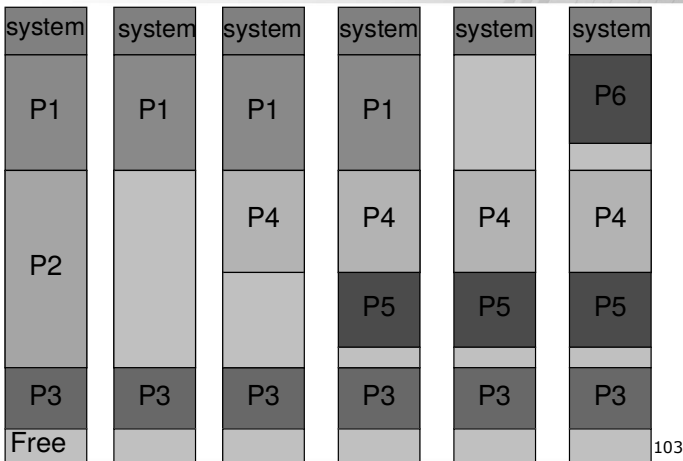 system system system system system system
P1 P1 P1 P1 P6
P4 P4 P4 P4
P2
P5 P5 P5
P3 P3 P3 P3 P3 P3
Free
103